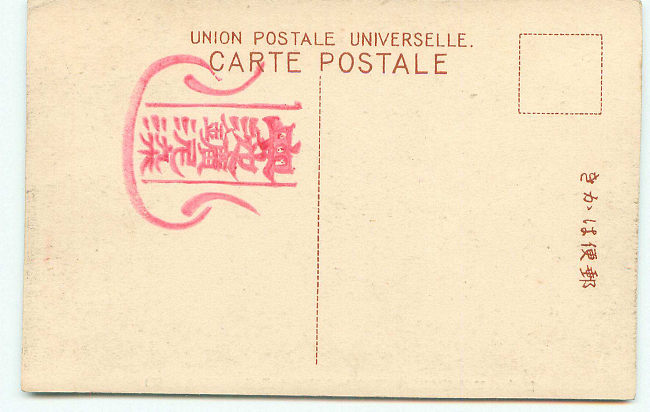 UNION POSTALE UNIVERSELLE.
CARTE POSTALE
郵便はかき